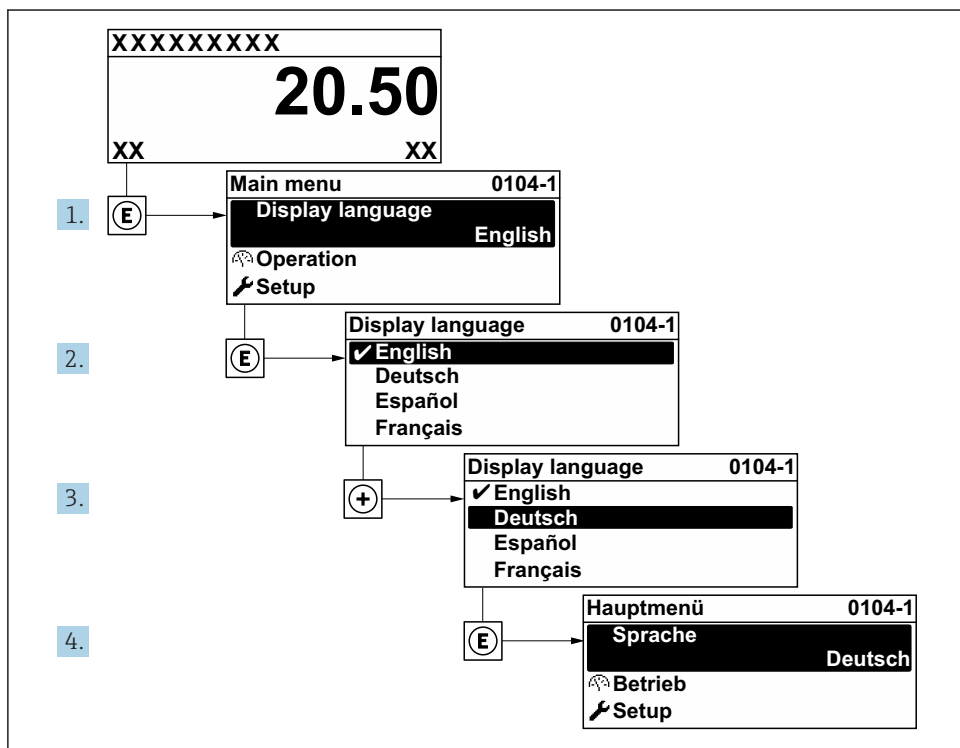 XXXXXXXXX
20.50
XX XX
1. E
Main menu 0104-1
Display language
English
Operation
Setup
2. E
Display language 0104-1
✔ English
Deutsch
Español
Français
3. +
Display language 0104-1
✔ English
Deutsch
Español
Français
4. E
Hauptmenü 0104-1
Sprache
Deutsch
Betrieb
Setup